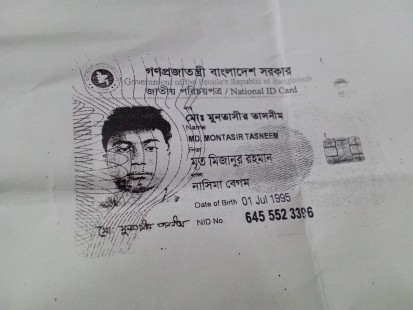 গণপ্রজাতন্ত্রী বাংলাদেশ সরকার
Government of the People's Republic of Bangladesh
জাতীয় পরিচয়পত্র / National ID Card
নাম
মোঃ মুনতাসীর তাসনীম
Name
MD. MONTASIR TASNEEM
পিতা
মৃত মিজানুর রহমান
মাতা
নাসিমা বেগম
Date of Birth 01 Jul 1995
NID No. 645 552 3396
মো: মুনতাসীর তাসনীম